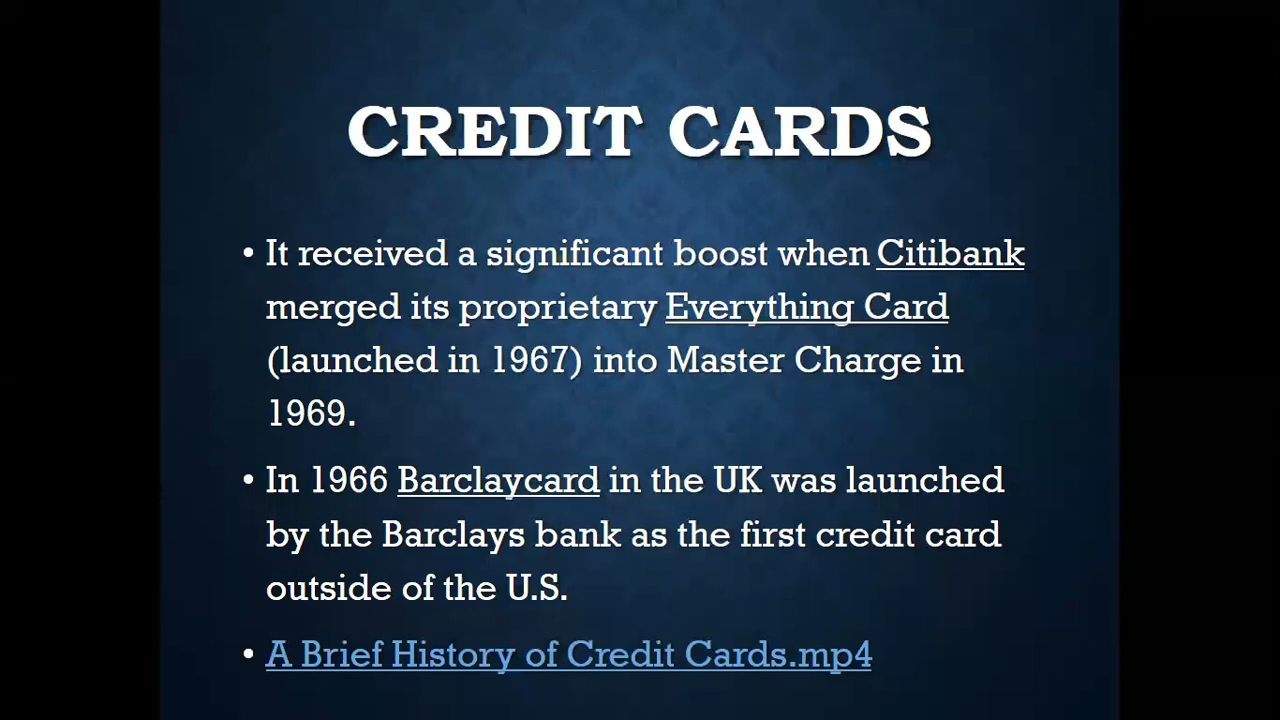 CREDIT CARDS
• It received a significant boost when Citibank
merged its proprietary Everything Card
(launched in 1967) into Master Charge in
1969.
• In 1966 Barclaycard in the UK was launched
by the Barclays bank as the first credit card
outside of the U.S.
• A Brief History of Credit Cards.mp4